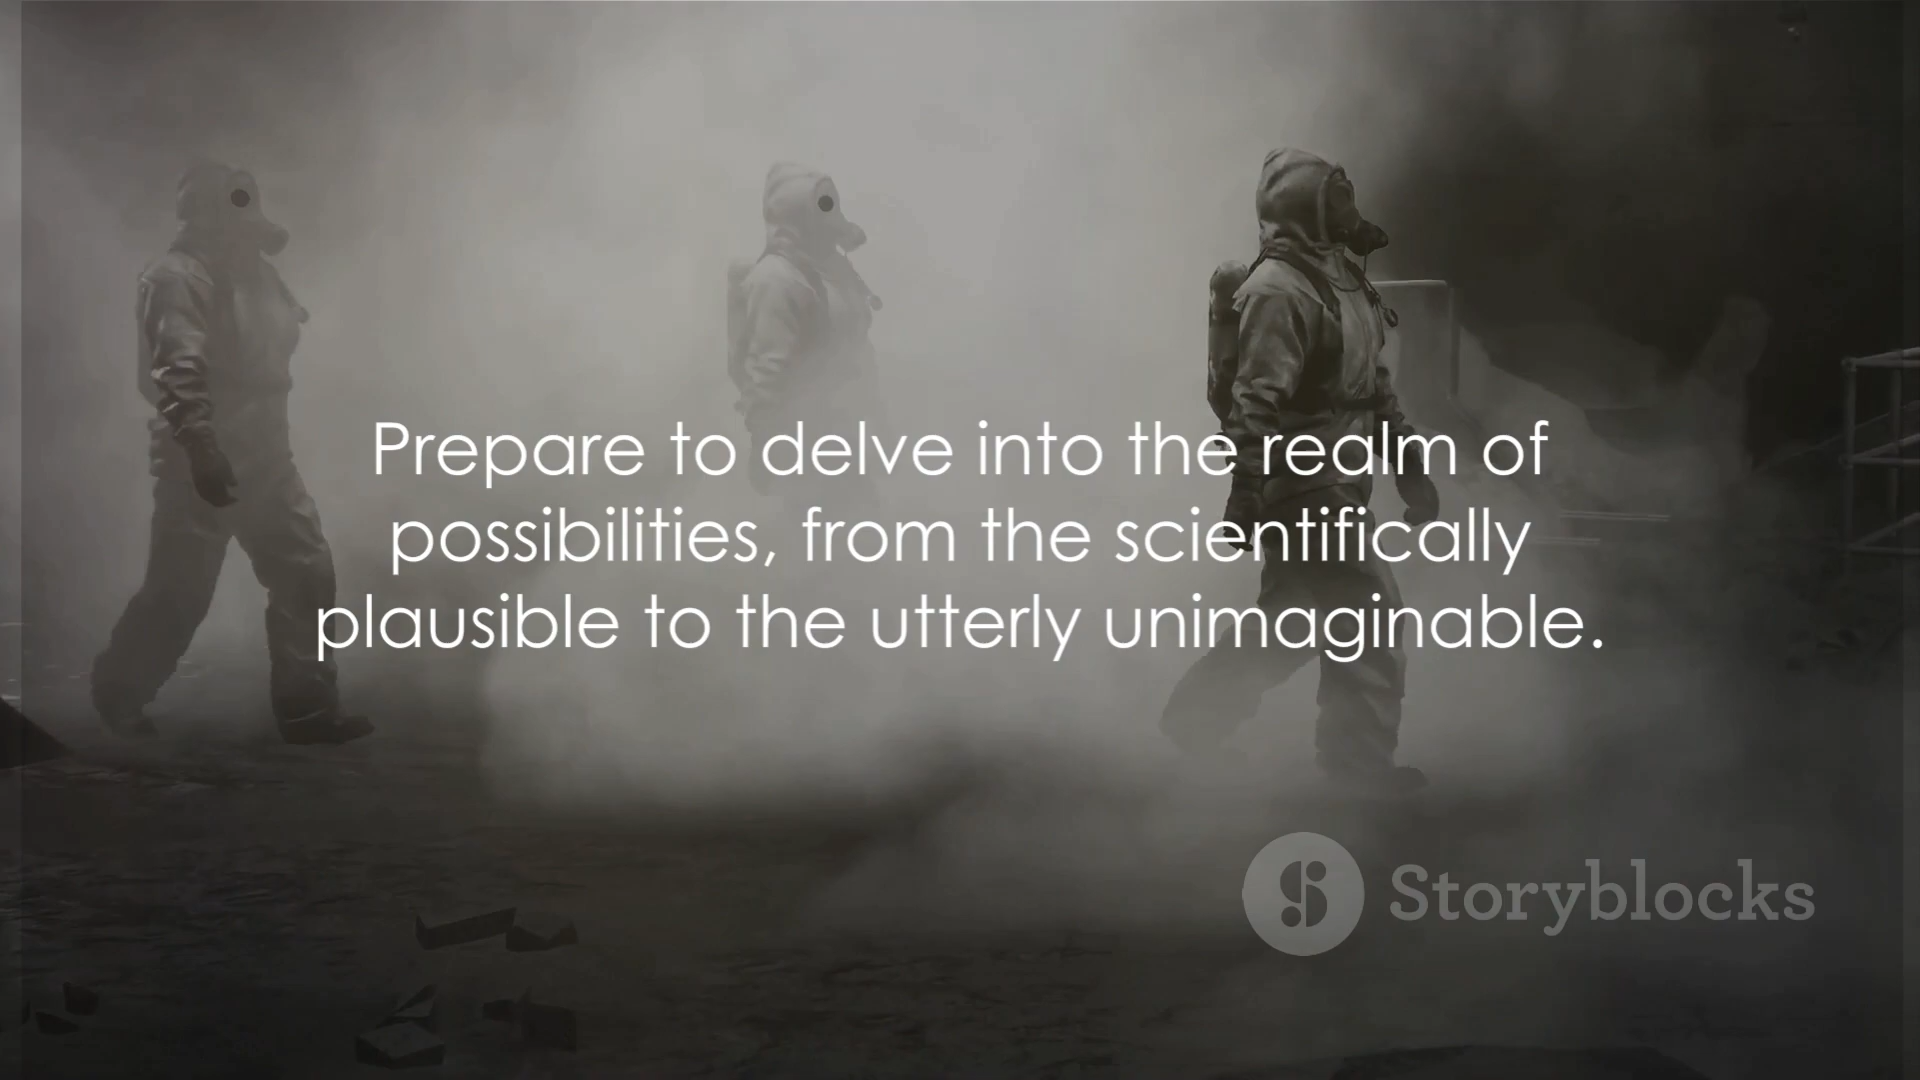 Prepare to delve into the realm of
possibilities, from the scientifically
plausible to the utterly unimaginable.
Storyblocks